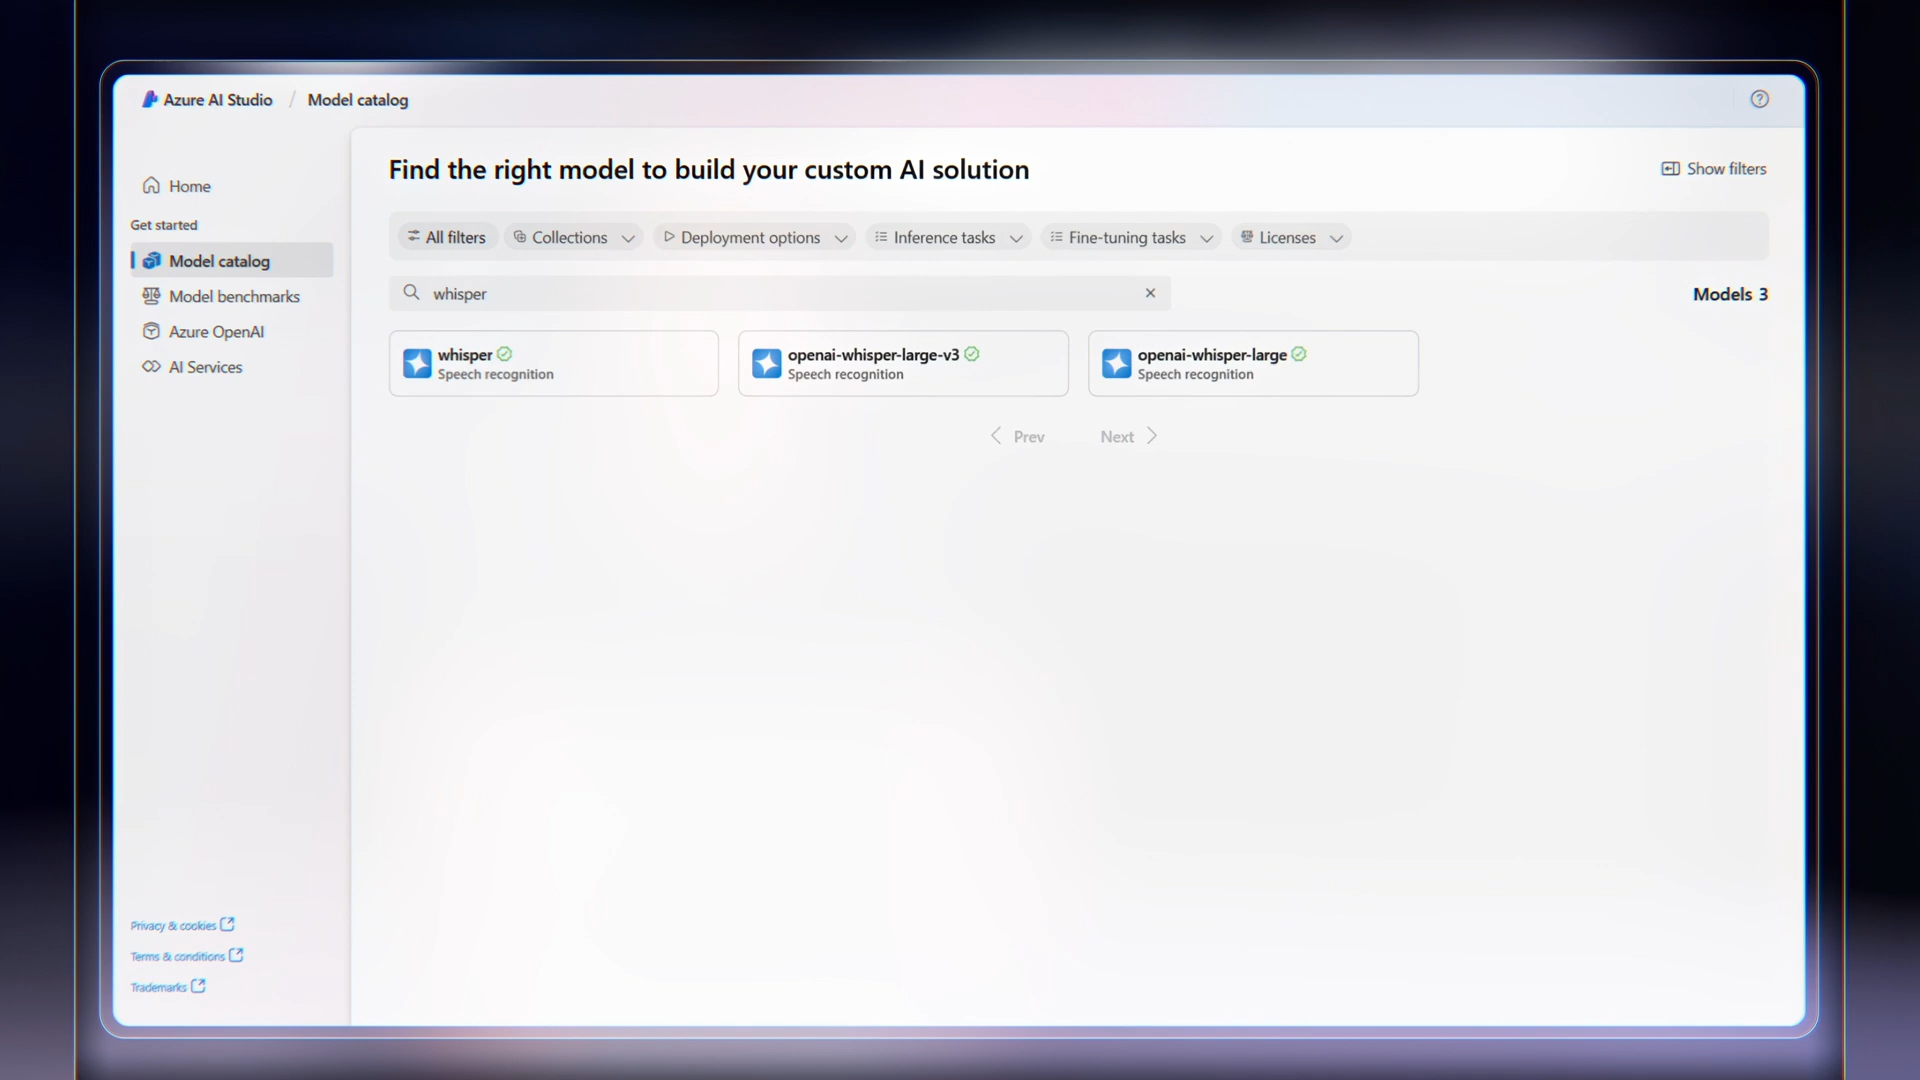 Azure AI Studio / Model catalog
Home
Get started
Model catalog
Model benchmarks
Azure OpenAI
AI Services
Privacy & cookies
Terms & conditions
Trademarks
Find the right model to build your custom AI solution
Show filters
All filters Collections Deployment options Inference tasks Fine-tuning tasks Licenses
whisper
Models 3
whisper
Speech recognition
openai-whisper-large-v3
Speech recognition
openai-whisper-large
Speech recognition
Prev Next